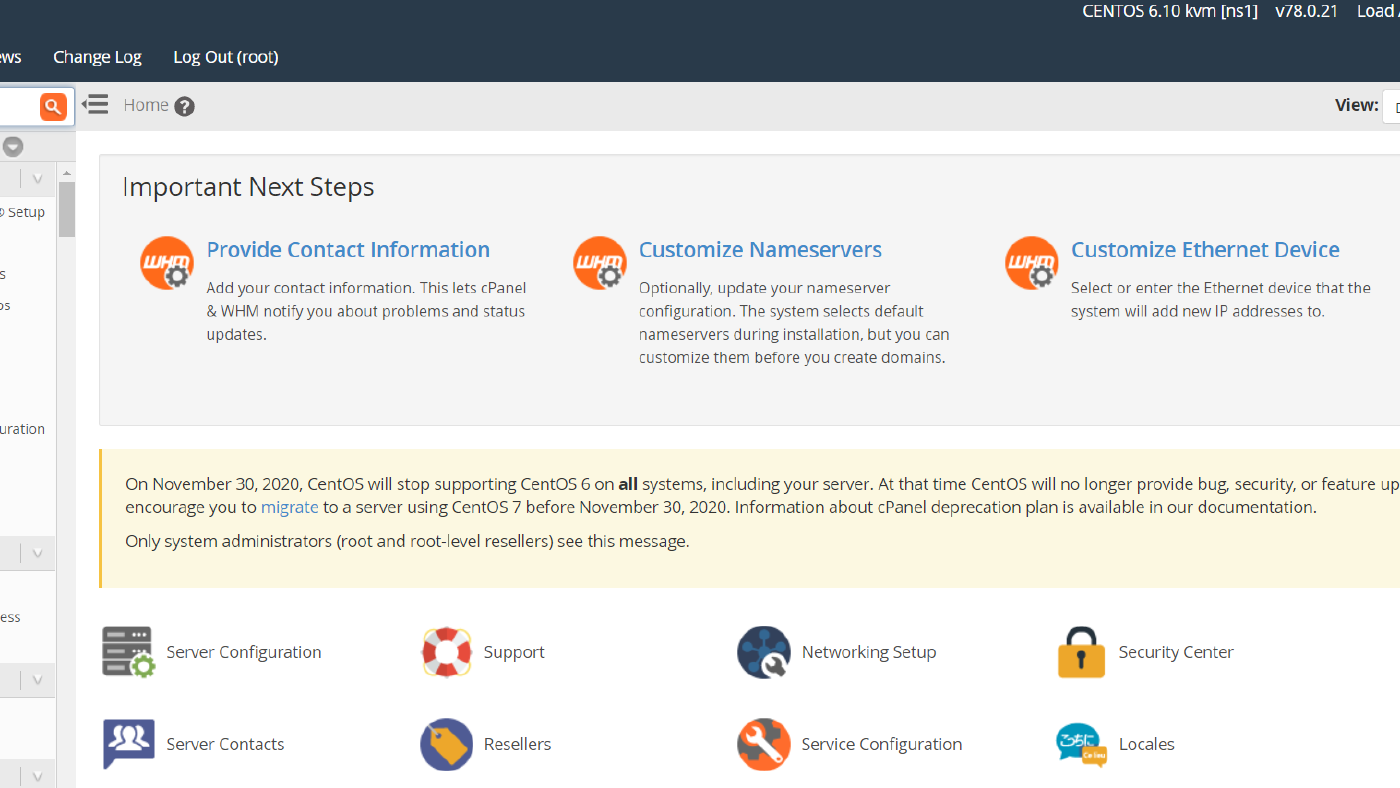 CENTOS 6.10 kvm [ns1] v78.0.21 Load
Change Log Log Out (root)
Home ?
View:
® Setup
Important Next Steps
WHM Provide Contact Information
Add your contact information. This lets cPanel
& WHM notify you about problems and status
updates.
WHM Customize Nameservers
Optionally, update your nameserver
configuration. The system selects default
nameservers during installation, but you can
customize them before you create domains.
WHM Customize Ethernet Device
Select or enter the Ethernet device that the
system will add new IP addresses to.
uration
On November 30, 2020, CentOS will stop supporting CentOS 6 on all systems, including your server. At that time CentOS will no longer provide bug, security, or feature up
encourage you to migrate to a server using CentOS 7 before November 30, 2020. Information about cPanel deprecation plan is available in our documentation.
Only system administrators (root and root-level resellers) see this message.
ess
Server Configuration
Support
Networking Setup
Security Center
Server Contacts
Resellers
Service Configuration
Locales